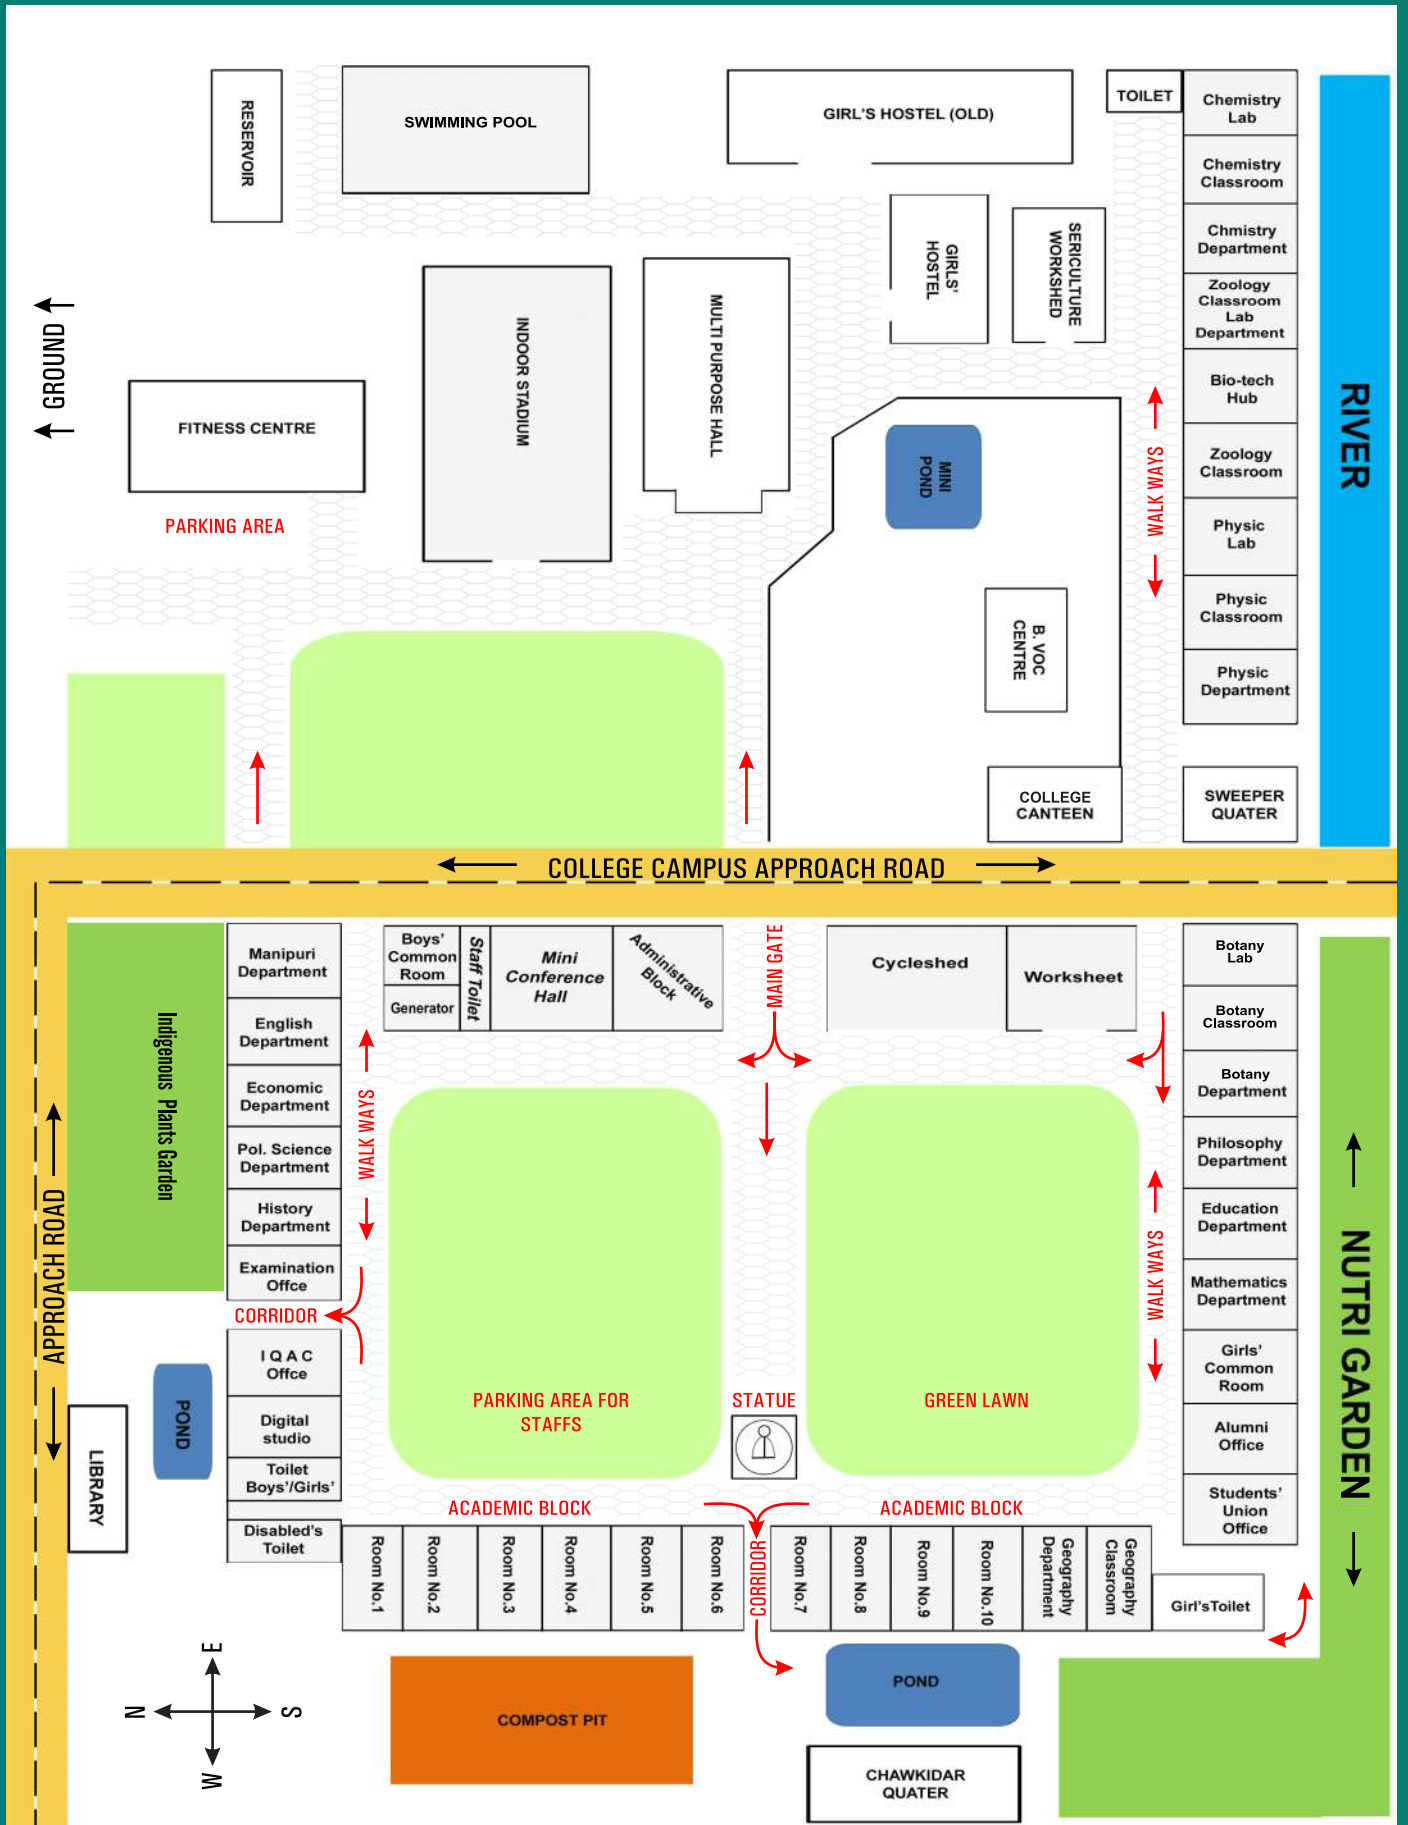 RESERVOIR
SWIMMING POOL
GIRL'S HOSTEL (OLD)
TOILET
Chemistry
Lab
Chemistry
Classroom
Chmistry
Department
Zoology
Classroom
Lab
Department
Bio-tech
Hub
Zoology
Classroom
Physic
Lab
Physic
Classroom
Physic
Department
SWEEPER
QUATER
RIVER
GIRLS'
HOSTEL
SERICULTURE
WORKSHED
GROUND
FITNESS CENTRE
PARKING AREA
INDOOR STADIUM
MULTI PURPOSE HALL
MINI
POND
WALK WAYS
B. VOC
CENTRE
COLLEGE
CANTEEN
COLLEGE CAMPUS APPROACH ROAD
APPROACH ROAD
Indigenous Plants Garden
Manipuri
Department
English
Department
Economic
Department
Pol. Science
Department
History
Department
Examination
Offce
CORRIDOR
I Q A C
Offce
Digital
studio
Toilet
Boys'/Girls'
Disabled's
Toilet
POND
LIBRARY
Boys'
Common
Room
Generator
Staff Toilet
Mini
Conference
Hall
Administrative
Block
MAIN GATE
Cycleshed
Worksheet
WALK WAYS
PARKING AREA FOR
STAFFS
STATUE
GREEN LAWN
WALK WAYS
Botany
Lab
Botany
Classroom
Botany
Department
Philosophy
Department
Education
Department
Mathematics
Department
Girls'
Common
Room
Alumni
Office
Students'
Union
Office
NUTRI GARDEN
ACADEMIC BLOCK
ACADEMIC BLOCK
Room No.1
Room No.2
Room No.3
Room No.4
Room No.5
Room No.6
CORRIDOR
Room No.7
Room No.8
Room No.9
Room No.10
Geography
Department
Geography
Classroom
Girl'sToilet
E
N
S
W
COMPOST PIT
POND
CHAWKIDAR
QUATER